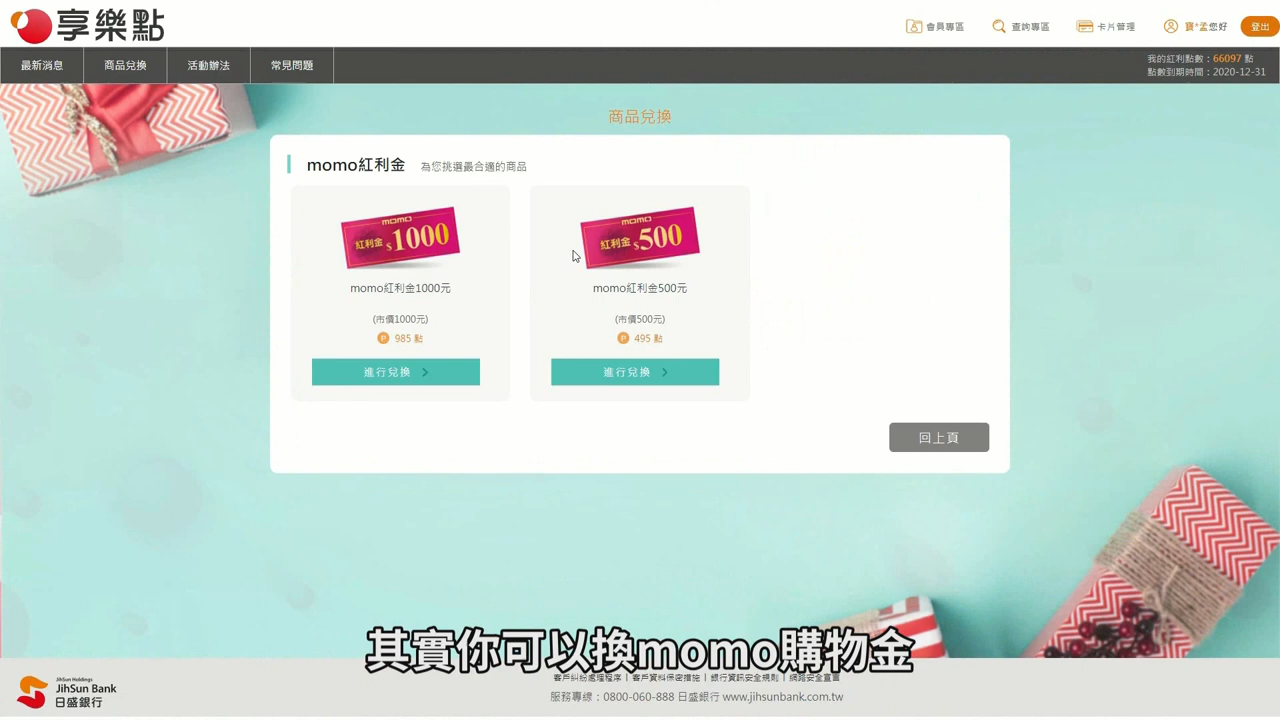 享樂點
會員專區
查詢專區
卡片管理
寶*孟您好
登出
最新消息
商品兌換
活動辦法
常見問題
我的紅利點數：66097 點
點數到期時間：2020-12-31
商品兌換
momo紅利金
為您挑選最合適的商品
momo
紅利金 $1000
momo紅利金1000元
(市價1000元)
P 985 點
進行兌換
momo
紅利金 $500
momo紅利金500元
(市價500元)
P 495 點
進行兌換
回上頁
其實你可以換momo購物金
JihSun Holdings
JihSun Bank
日盛銀行
客戶糾紛處理程序 | 客戶資料保密措施 | 銀行資訊安全規則 | 網路安全宣言
服務專線：0800-060-888 日盛銀行 www.jihsunbank.com.tw